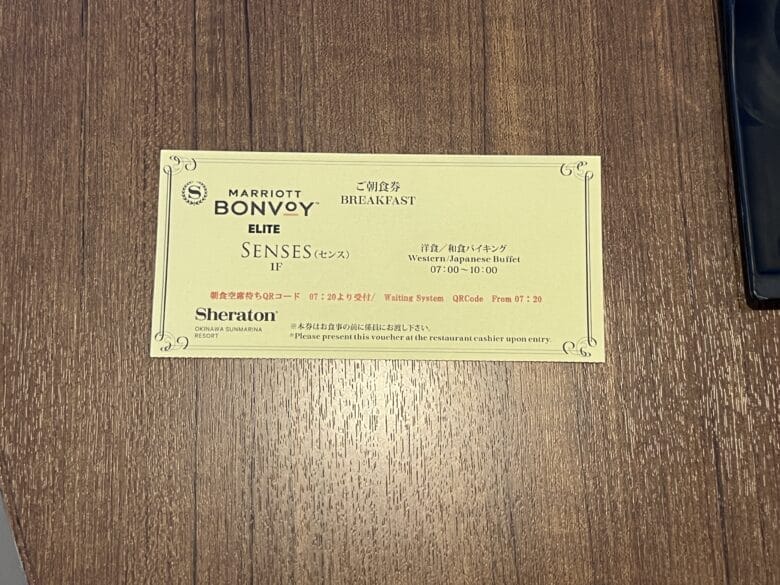 S
MARRIOTT
BONVOY™
ELITE
ご朝食券
BREAKFAST
SENSES(センス)
1F
洋食／和食バイキング
Western/Japanese Buffet
07:00～10:00
朝食空席待ちQRコード 07：20より受付/ Waiting System QRCode From 07：20
Sheraton®
OKINAWA SUNMARINA
RESORT
※本券はお食事の前に係員にお渡し下さい。
*Please present this voucher at the restaurant cashier upon entry.